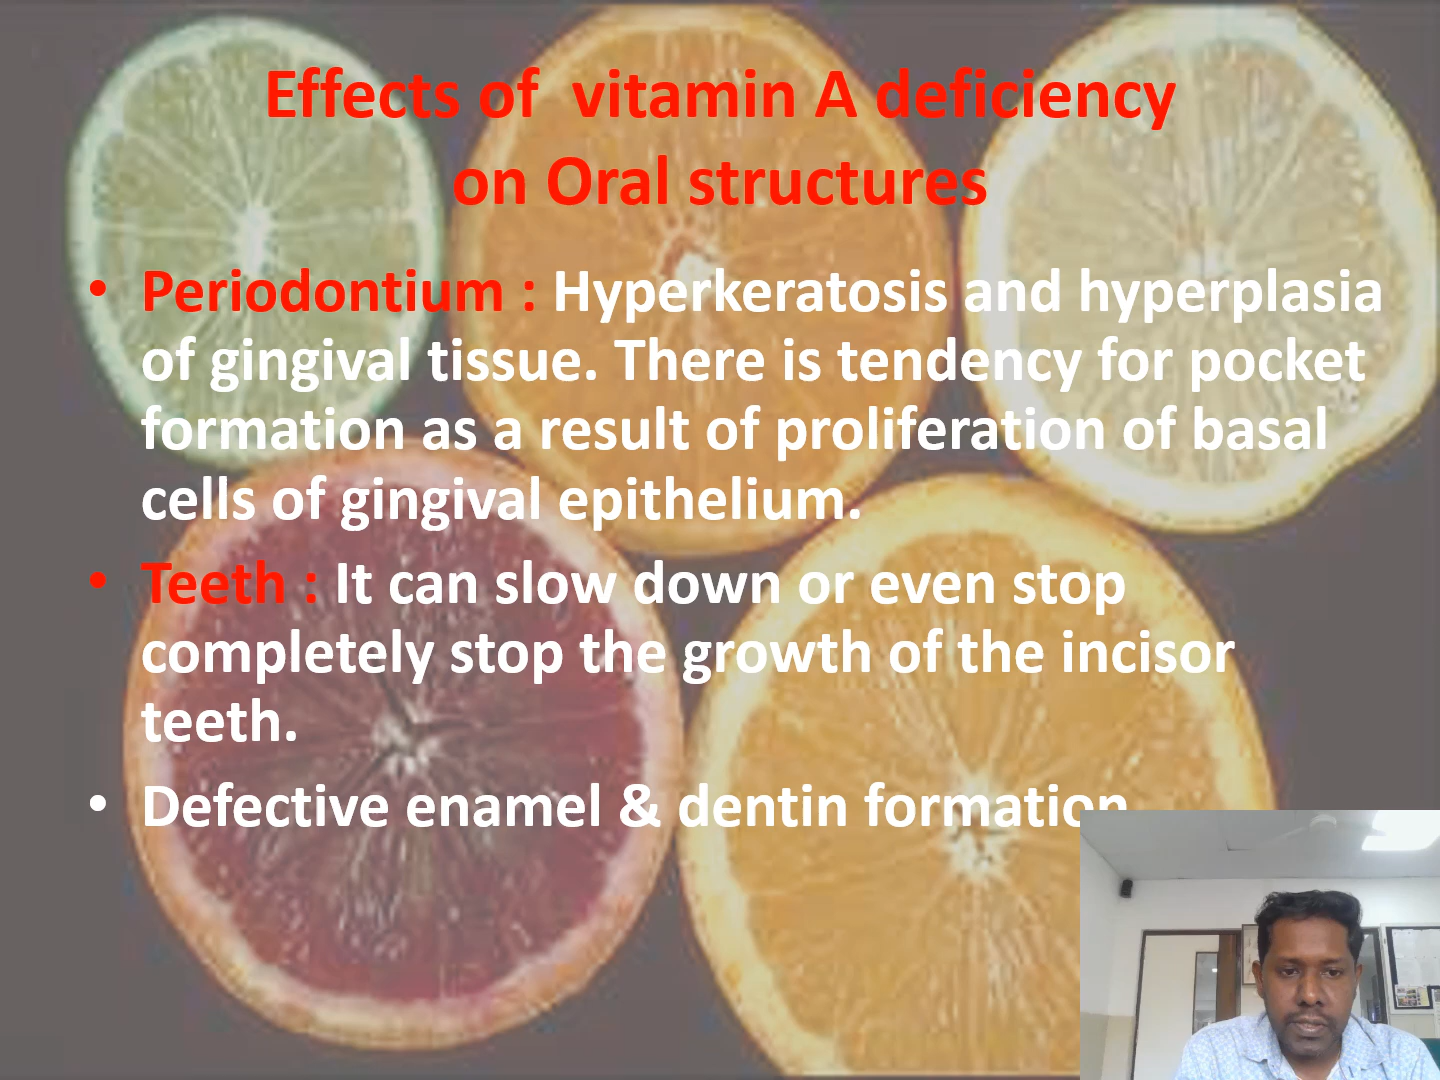 Effects of  vitamin A deficiency
on Oral structures
• Periodontium : Hyperkeratosis and hyperplasia
of gingival tissue. There is tendency for pocket
formation as a result of proliferation of basal
cells of gingival epithelium.
• Teeth : It can slow down or even stop
completely stop the growth of the incisor
teeth.
• Defective enamel & dentin formation